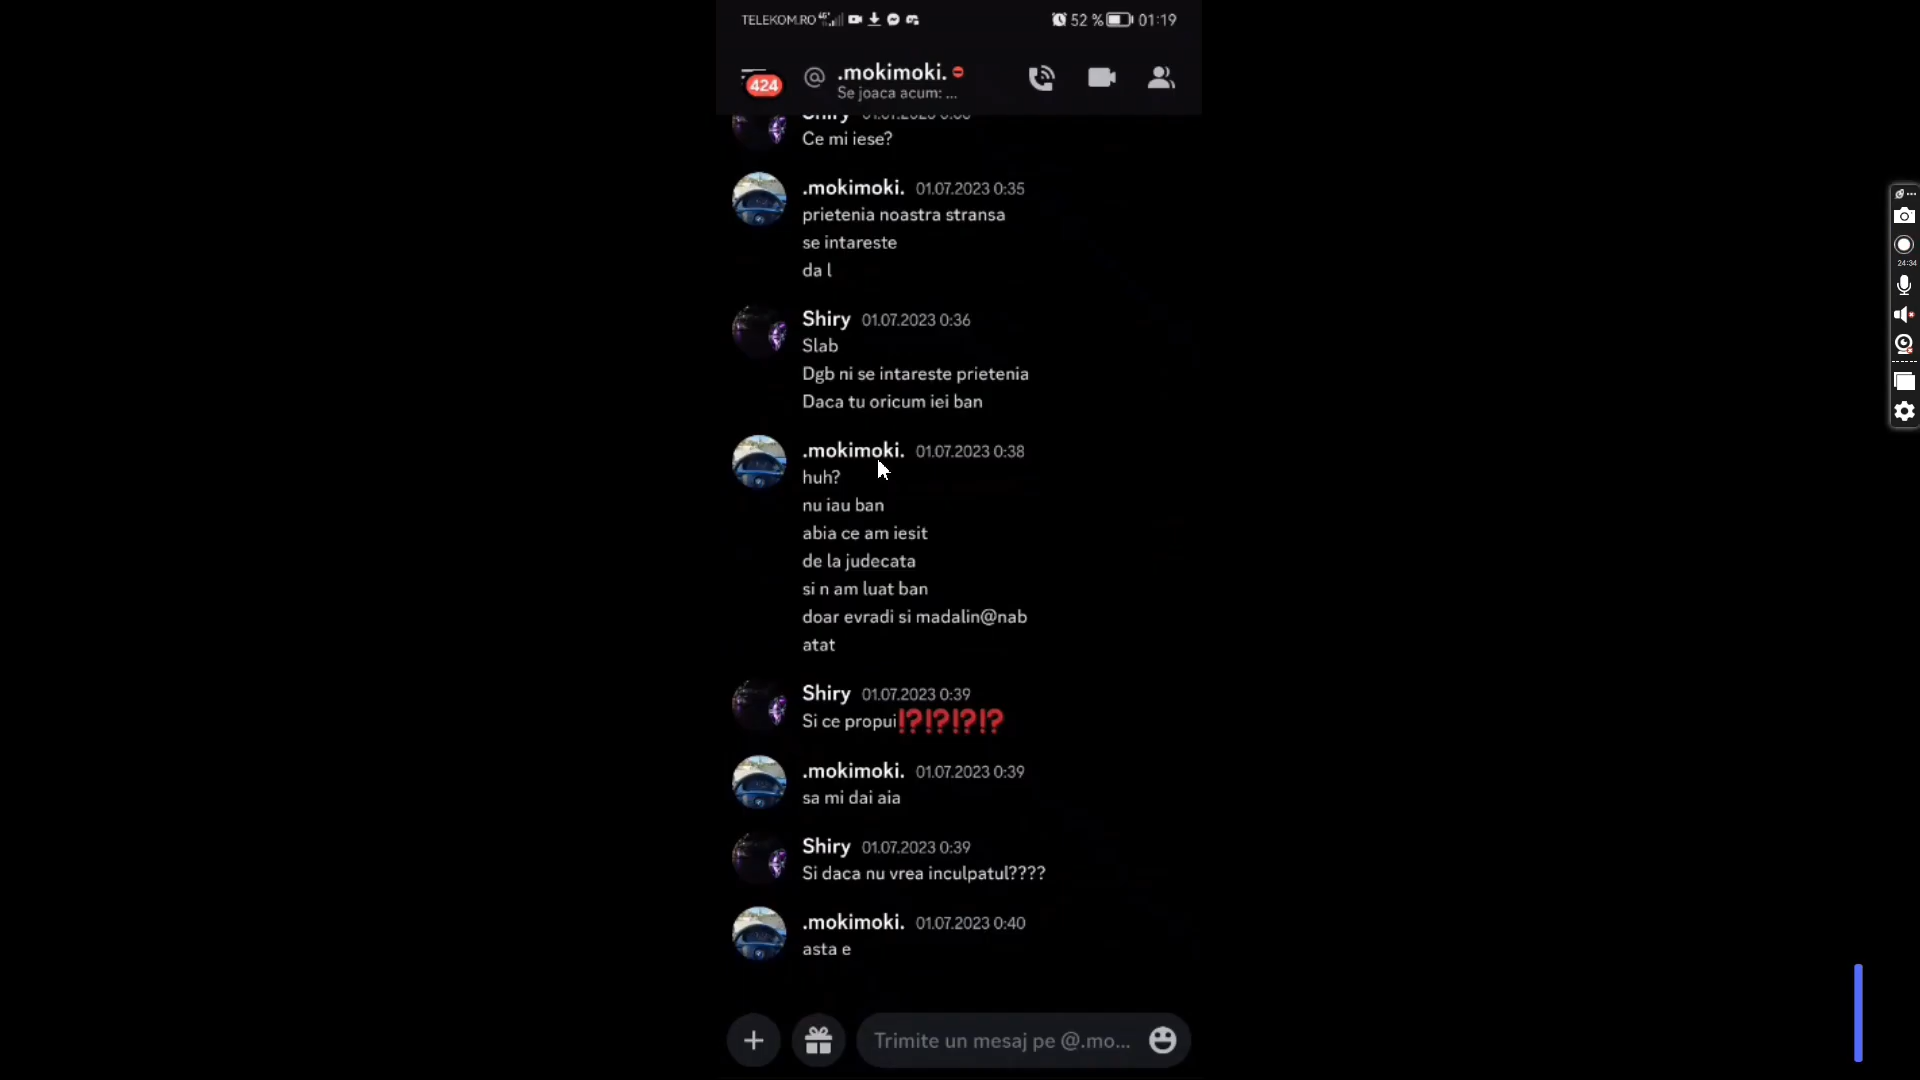 TELEKOM.RO 52 % 01:19
424 @ .mokimoki.
Se joaca acum: ...
Shiry
Ce mi iese?
.mokimoki. 01.07.2023 0:35
prietenia noastra stransa
se intareste
da l
Shiry 01.07.2023 0:36
Slab
Dgb ni se intareste prietenia
Daca tu oricum iei ban
.mokimoki. 01.07.2023 0:38
huh?
nu iau ban
abia ce am iesit
de la judecata
si n am luat ban
doar evradi si madalin@nab
atat
Shiry 01.07.2023 0:39
Si ce propui⁉️⁉️⁉️⁉️
.mokimoki. 01.07.2023 0:39
sa mi dai aia
Shiry 01.07.2023 0:39
Si daca nu vrea inculpatul????
.mokimoki. 01.07.2023 0:40
asta e
Trimite un mesaj pe @.mo...
24:34